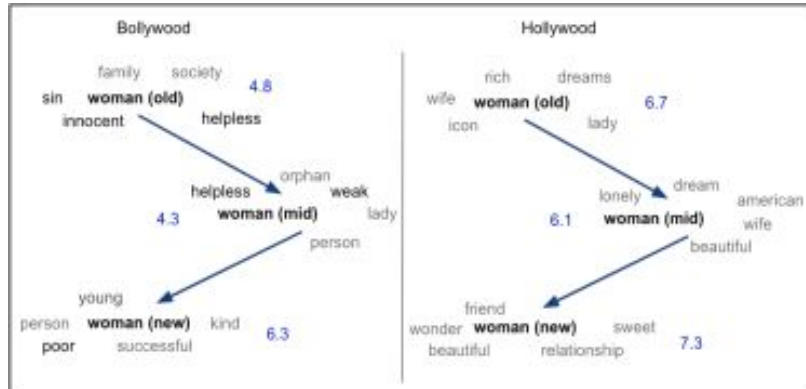 Bollywood
family society
sin woman (old) 4.8
innocent helpless
orphan
helpless weak
4.3 woman (mid) lady
person
young
person woman (new) kind
poor successful 6.3
Hollywood
rich dreams
wife woman (old) 6.7
icon lady
dream
lonely american
6.1 woman (mid) wife
beautiful
friend
wonder woman (new) sweet
beautiful relationship 7.3